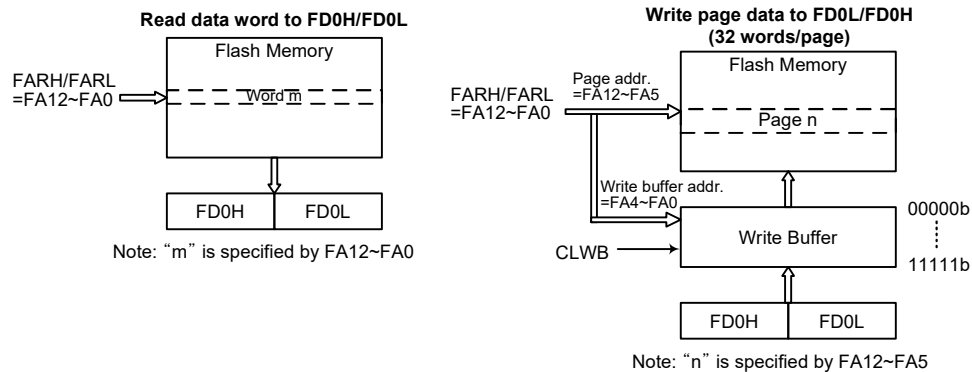 Read data word to FD0H/FD0L
Flash Memory
FARH/FARL
=FA12~FA0
Word m
FD0H
FD0L
Note: “m” is specified by FA12~FA0
Write page data to FD0L/FD0H
(32 words/page)
Flash Memory
Page addr.
=FA12~FA5
FARH/FARL
=FA12~FA0
Page n
Write buffer addr.
=FA4~FA0
CLWB
Write Buffer
00000b
11111b
FD0H
FD0L
Note: “n” is specified by FA12~FA5